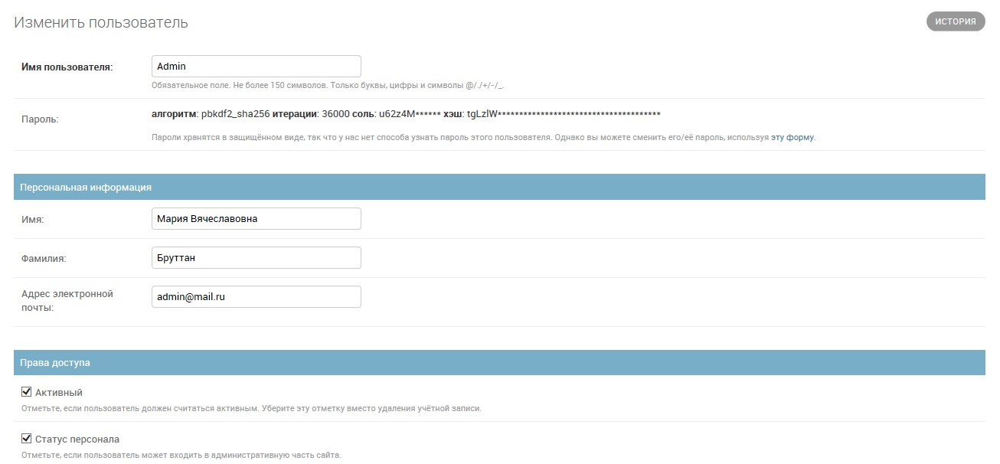 Изменить пользователь
ИСТОРИЯ
Имя пользователя:
Admin
Обязательное поле. Не более 150 символов. Только буквы, цифры и символы @/./+/-/_.
Пароль:
алгоритм: pbkdf2_sha256 итерации: 36000 соль: u62z4M****** хэш: tgLzlW**************************************
Пароли хранятся в защищённом виде, так что у нас нет способа узнать пароль этого пользователя. Однако вы можете сменить его/её пароль, используя эту форму.
Персональная информация
Имя:
Мария Вячеславовна
Фамилия:
Бруттан
Адрес электронной
почты:
admin@mail.ru
Права доступа
Активный
Отметьте, если пользователь должен считаться активным. Уберите эту отметку вместо удаления учётной записи.
Статус персонала
Отметьте, если пользователь может входить в административную часть сайта.